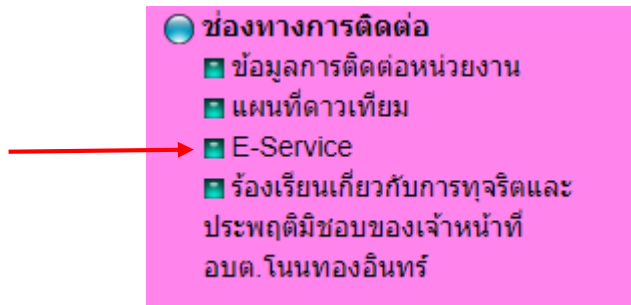 ช่องทางการติดต่อ
ข้อมูลการติดต่อหน่วยงาน
แผนที่ดาวเทียม
E-Service
ร้องเรียนเกี่ยวกับการทุจริตและ
ประพฤติมิชอบของเจ้าหน้าที่
อบต.โนนทองอินทร์